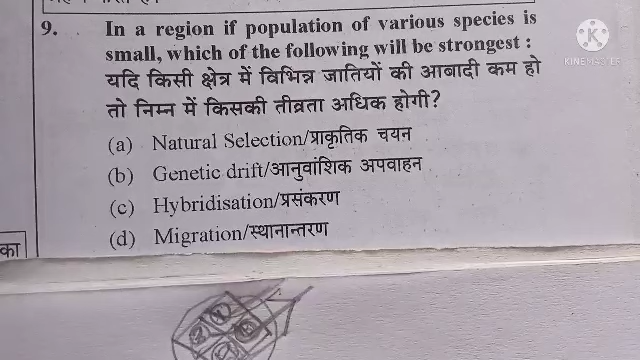 9. In a region if population of various species is
small, which of the following will be strongest :
यदि किसी क्षेत्र में विभिन्न जातियों की आबादी कम हो
तो निम्न में किसकी तीव्रता अधिक होगी?
(a) Natural Selection/प्राकृतिक चयन
(b) Genetic drift/आनुवांशिक अपवाहन
(c) Hybridisation/प्रसंकरण
(d) Migration/स्थानान्तरण
का
KINEMASTER